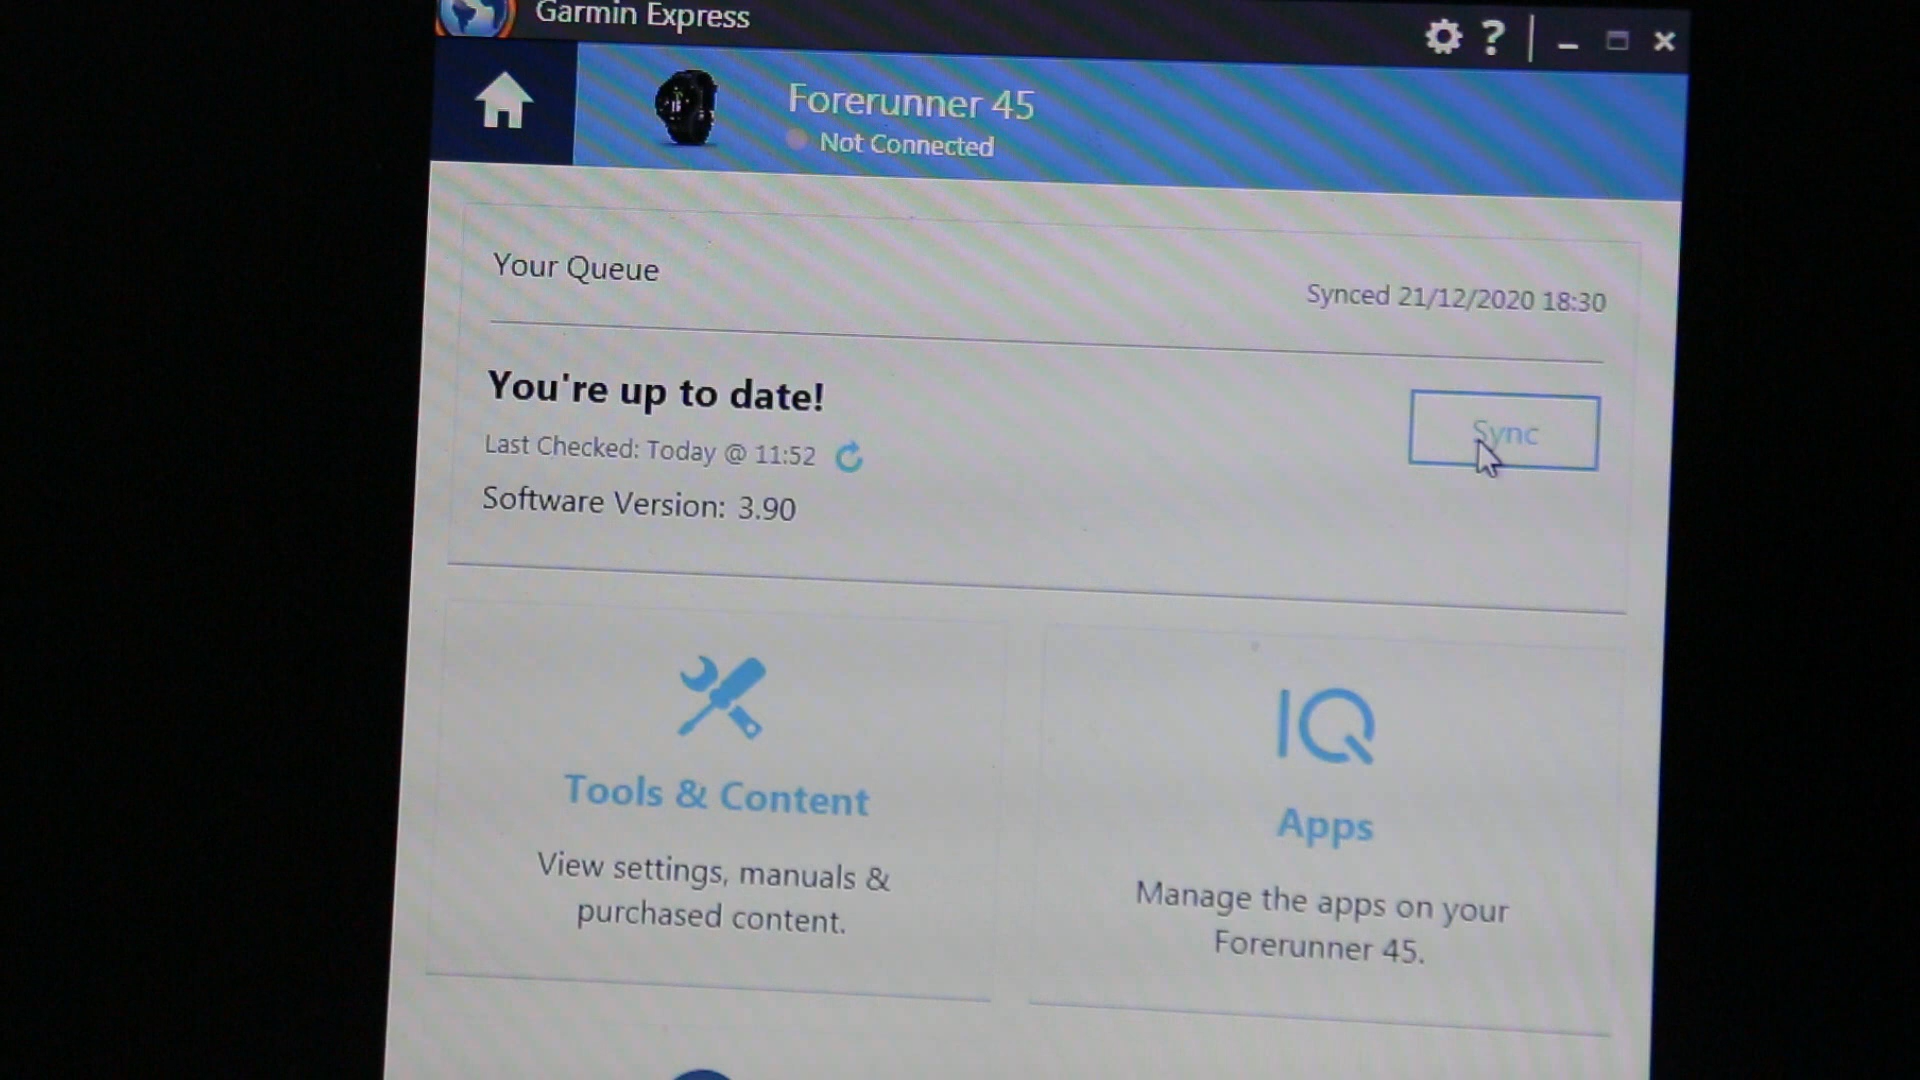 Garmin Express
?
Forerunner 45
Not Connected
Your Queue
Synced 21/12/2020 18:30
You're up to date!
Last Checked: Today @ 11:52
Software Version: 3.90
Sync
Tools & Content
View settings, manuals &
purchased content.
IQ
Apps
Manage the apps on your
Forerunner 45.